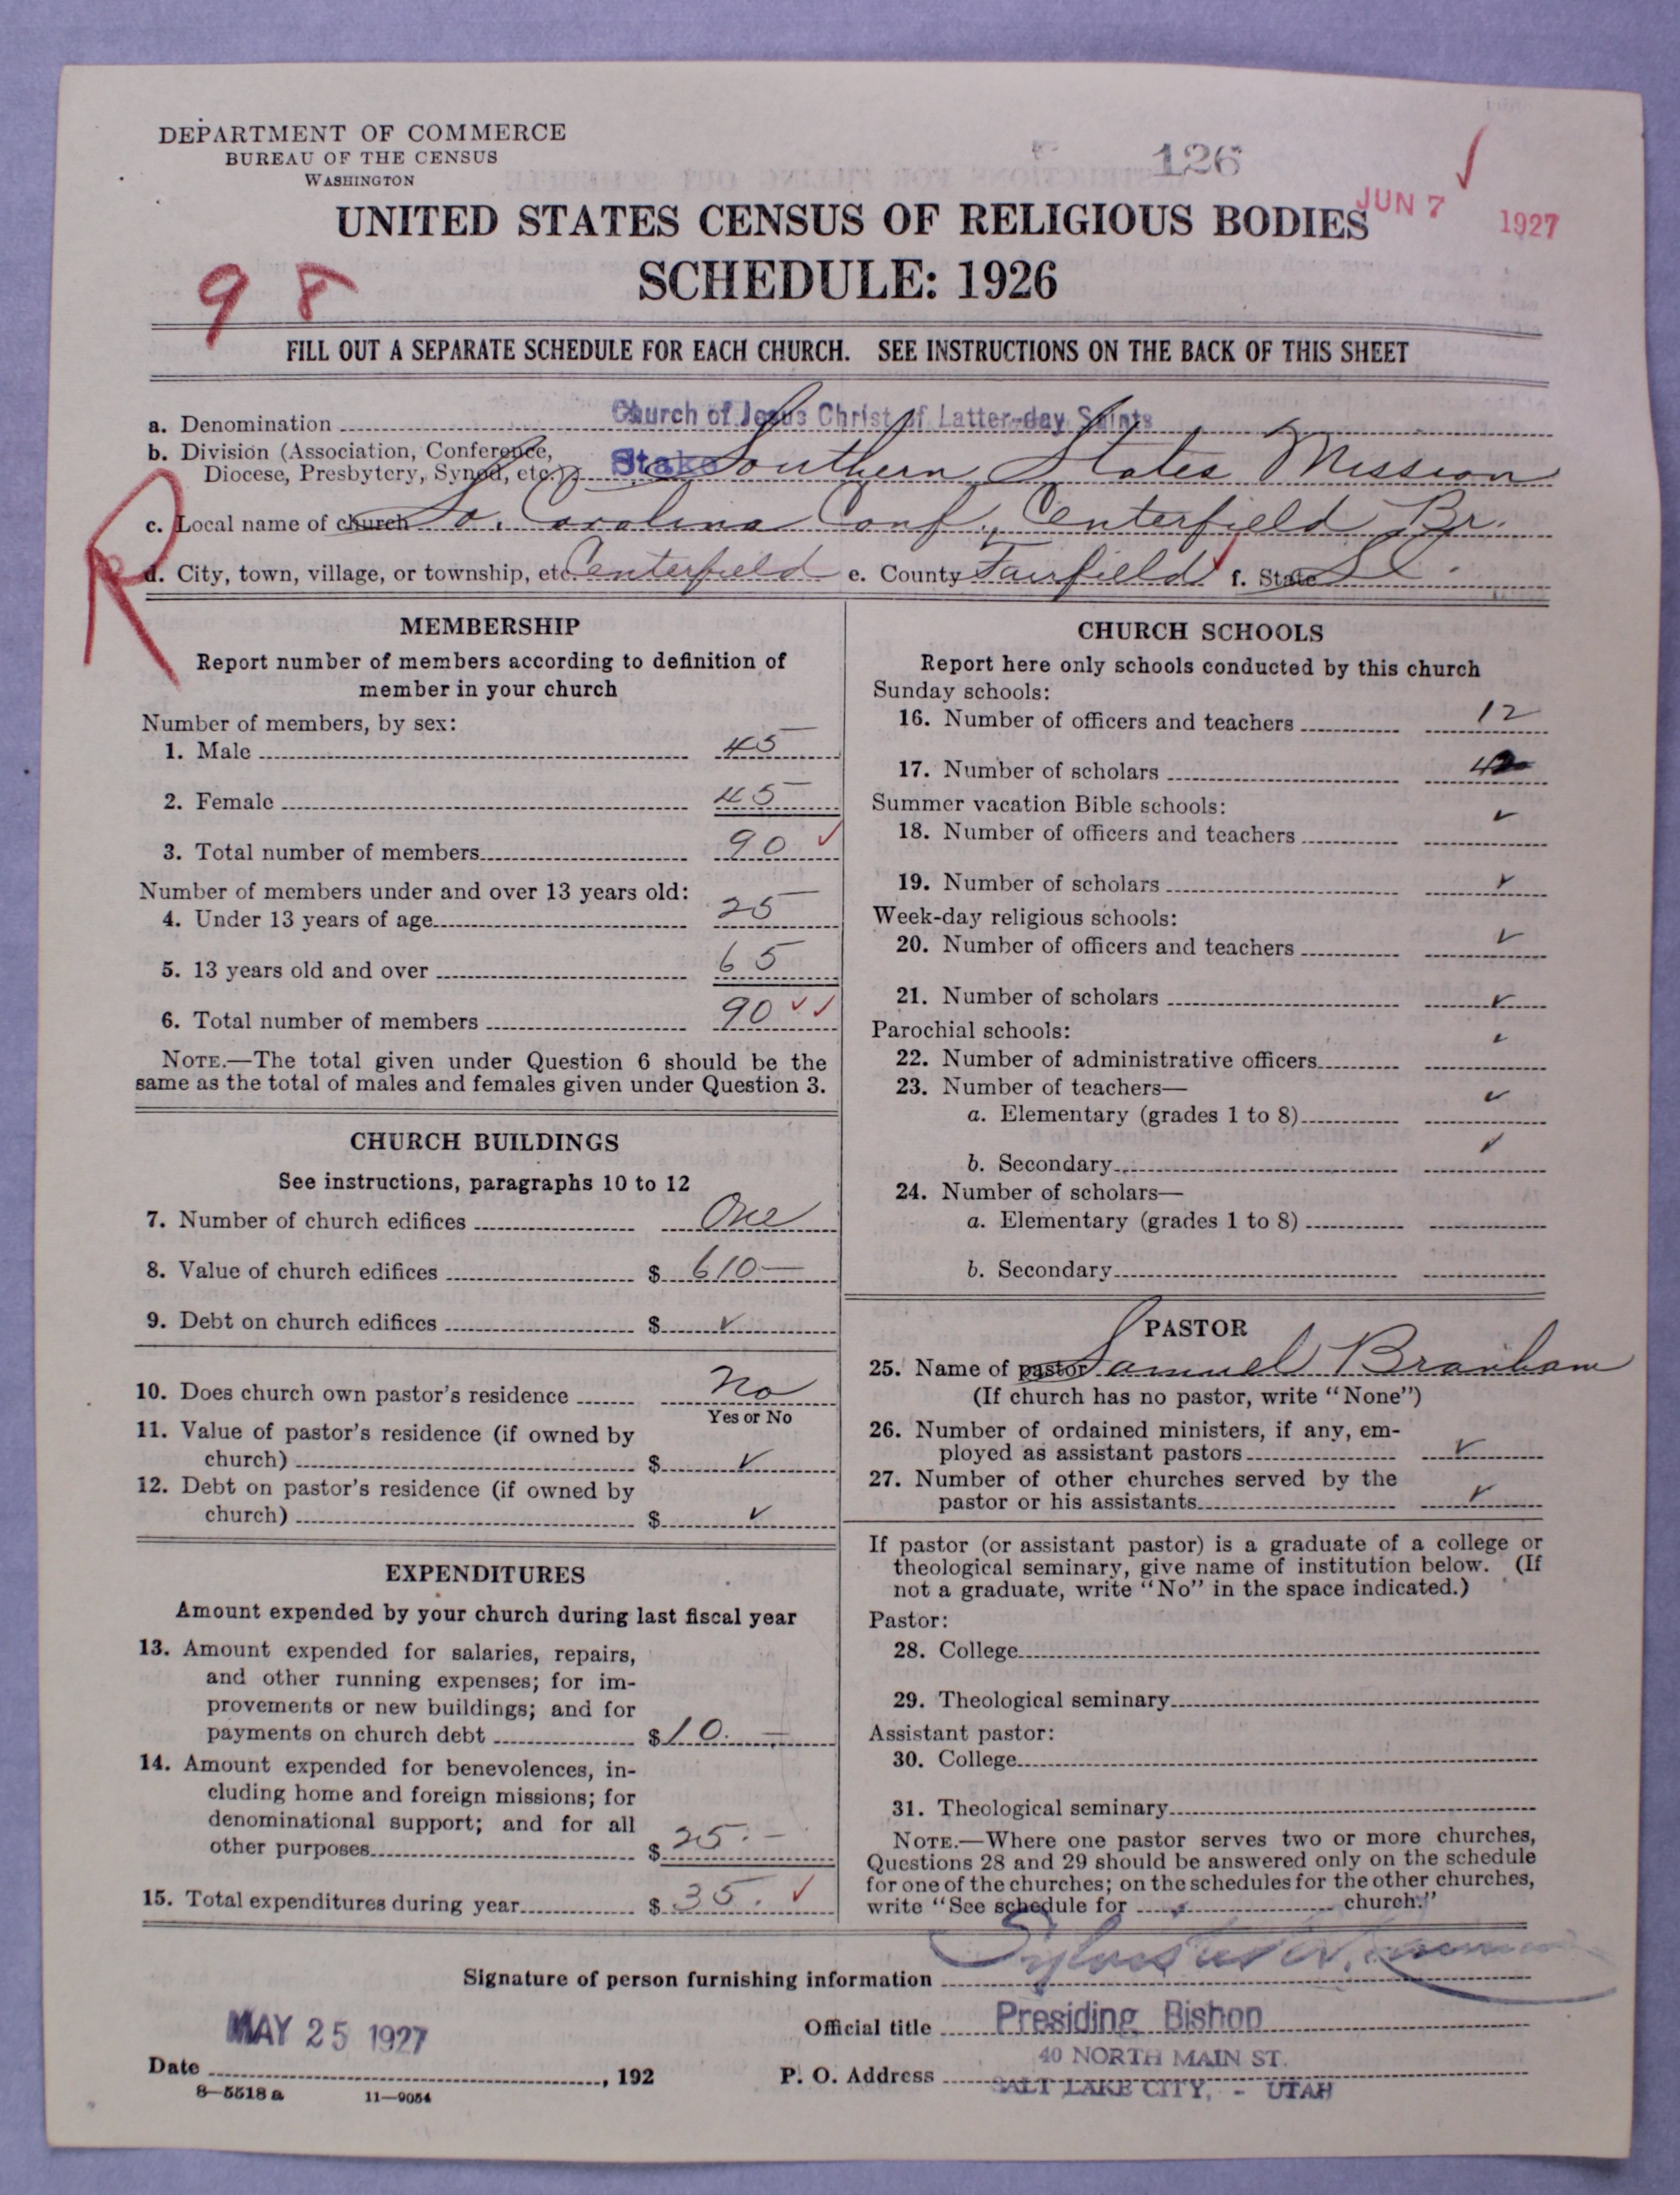 DEPARTMENT OF COMMERCE
BUREAU OF THE CENSUS
WASHINGTON
126
JUN 7 1927
UNITED STATES CENSUS OF RELIGIOUS BODIES
SCHEDULE: 1926
98
FILL OUT A SEPARATE SCHEDULE FOR EACH CHURCH. SEE INSTRUCTIONS ON THE BACK OF THIS SHEET
R
a. Denomination Church of Jesus Christ of Latter-day Saints
b. Division (Association, Conference,
Diocese, Presbytery, Synod, etc.) Stake Southern States Mission
c. Local name of church So. Carolina Conf., Centerfield Br.
d. City, town, village, or township, etc. Centerfield e. County Fairfield f. State S.C.
MEMBERSHIP
Report number of members according to definition of
member in your church
Number of members, by sex:
1. Male 45
2. Female 45
3. Total number of members 90 ✓
Number of members under and over 13 years old:
4. Under 13 years of age 25
5. 13 years old and over 65
6. Total number of members 90 ✓✓
NOTE.—The total given under Question 6 should be the
same as the total of males and females given under Question 3.
CHURCH BUILDINGS
See instructions, paragraphs 10 to 12
7. Number of church edifices One
8. Value of church edifices $ 610—
9. Debt on church edifices $ ✓
10. Does church own pastor's residence No
Yes or No
11. Value of pastor's residence (if owned by
church) $ ✓
12. Debt on pastor's residence (if owned by
church) $ ✓
EXPENDITURES
Amount expended by your church during last fiscal year
13. Amount expended for salaries, repairs,
and other running expenses; for im-
provements or new buildings; and for
payments on church debt $ 10.—
14. Amount expended for benevolences, in-
cluding home and foreign missions; for
denominational support; and for all
other purposes $ 25.—
15. Total expenditures during year $ 35. ✓
CHURCH SCHOOLS
Report here only schools conducted by this church
Sunday schools:
16. Number of officers and teachers 12
17. Number of scholars
Summer vacation Bible schools:
18. Number of officers and teachers ✓
19. Number of scholars ✓
Week-day religious schools:
20. Number of officers and teachers ✓
21. Number of scholars ✓
Parochial schools:
22. Number of administrative officers ✓
23. Number of teachers—
a. Elementary (grades 1 to 8) ✓
b. Secondary ✓
24. Number of scholars—
a. Elementary (grades 1 to 8)
b. Secondary
PASTOR
25. Name of pastor Samuel Branham
(If church has no pastor, write "None")
26. Number of ordained ministers, if any, em-
ployed as assistant pastors ✓
27. Number of other churches served by the
pastor or his assistants ✓
If pastor (or assistant pastor) is a graduate of a college or
theological seminary, give name of institution below. (If
not a graduate, write "No" in the space indicated.)
Pastor:
28. College
29. Theological seminary
Assistant pastor:
30. College
31. Theological seminary
NOTE.—Where one pastor serves two or more churches,
Questions 28 and 29 should be answered only on the schedule
for one of the churches; on the schedules for the other churches,
write "See schedule for church."
Signature of person furnishing information
Official title Presiding Bishop
MAY 25 1927
Date , 192
P. O. Address 40 NORTH MAIN ST.
SALT LAKE CITY, - UTAH
8—5518 a 11—9054